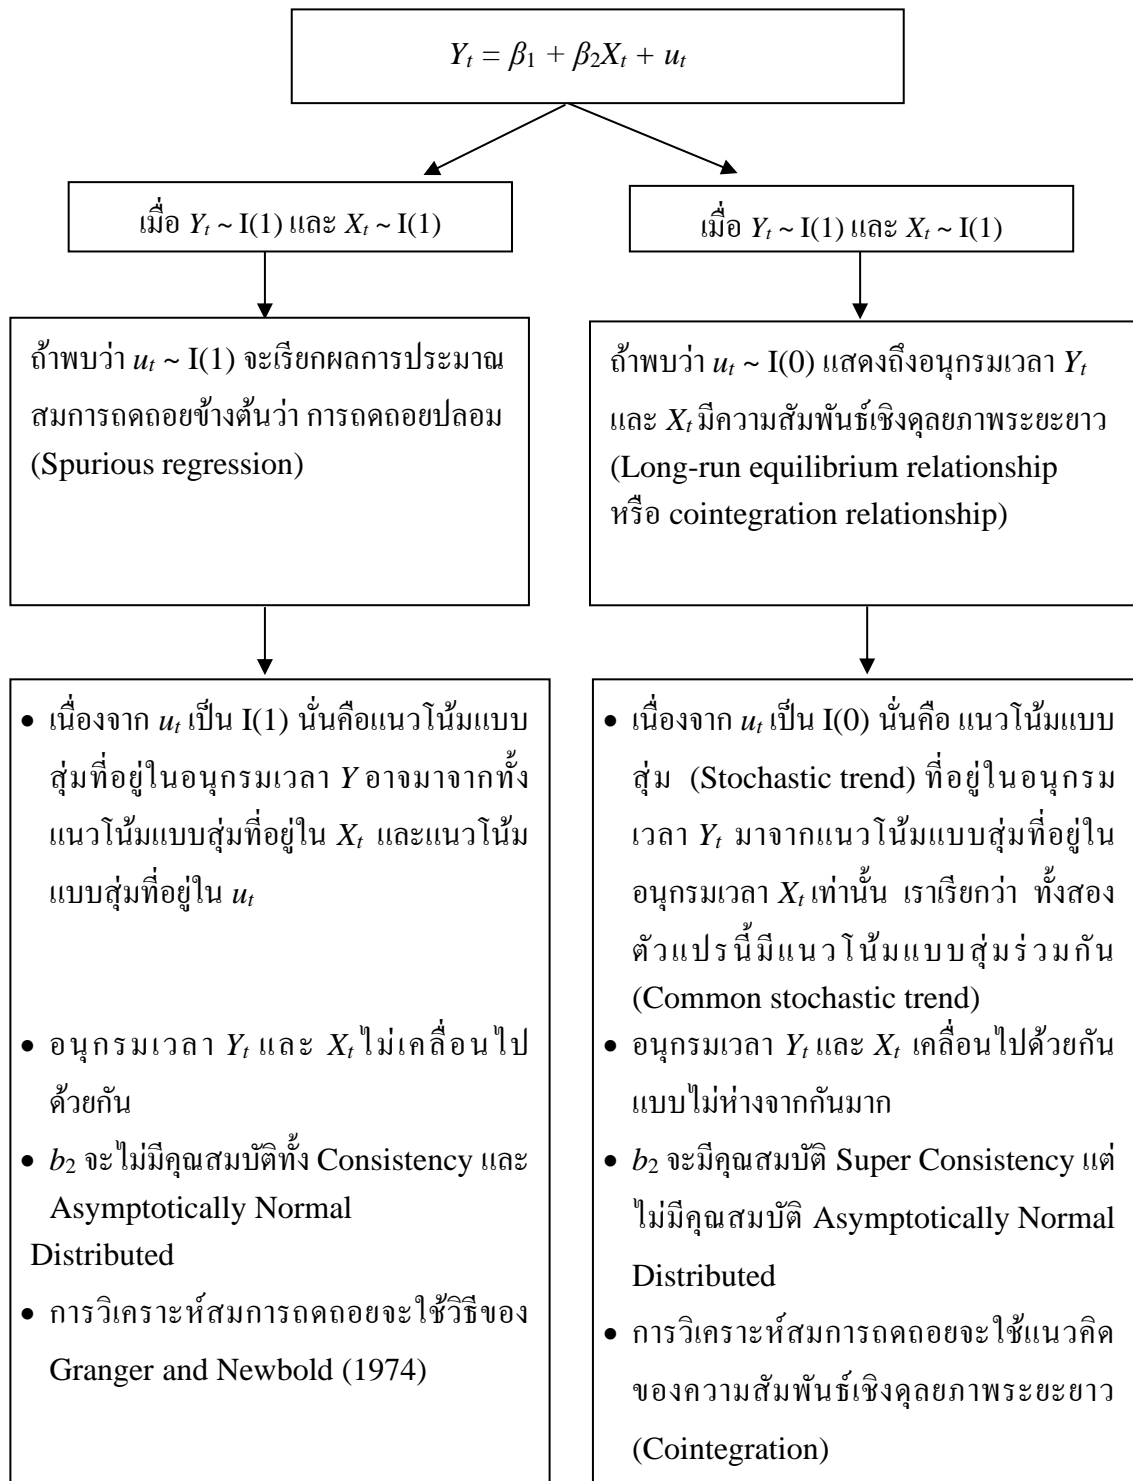 Yt = β1 + β2Xt + ut
เมื่อ Yt ~ I(1) และ Xt ~ I(1)
เมื่อ Yt ~ I(1) และ Xt ~ I(1)
ถ้าพบว่า ut ~ I(1) จะเรียกผลการประมาณ
สมการถดถอยข้างต้นว่า การถดถอยปลอม
(Spurious regression)
ถ้าพบว่า ut ~ I(0) แสดงถึงอนุกรมเวลา Yt
และ Xt มีความสัมพันธ์เชิงดุลยภาพระยะยาว
(Long-run equilibrium relationship
หรือ cointegration relationship)
• เนื่องจาก ut เป็น I(1) นั่นคือแนวโน้มแบบ
สุ่มที่อยู่ในอนุกรมเวลา Y อาจมาจากทั้ง
แนวโน้มแบบสุ่มที่อยู่ใน Xt และแนวโน้ม
แบบสุ่มที่อยู่ใน ut
• อนุกรมเวลา Yt และ Xt ไม่เคลื่อนไป
ด้วยกัน
• b2 จะไม่มีคุณสมบัติทั้ง Consistency และ
Asymptotically Normal
Distributed
• การวิเคราะห์สมการถดถอยจะใช้วิธีของ
Granger and Newbold (1974)
• เนื่องจาก ut เป็น I(0) นั่นคือ แนวโน้มแบบ
สุ่ม (Stochastic trend) ที่อยู่ในอนุกรม
เวลา Yt มาจากแนวโน้มแบบสุ่มที่อยู่ใน
อนุกรมเวลา Xt เท่านั้น เราเรียกว่า ทั้งสอง
ตัวแปรนี้มีแนวโน้มแบบสุ่มร่วมกัน
(Common stochastic trend)
• อนุกรมเวลา Yt และ Xt เคลื่อนไปด้วยกัน
แบบไม่ห่างจากกันมาก
• b2 จะมีคุณสมบัติ Super Consistency แต่
ไม่มีคุณสมบัติ Asymptotically Normal
Distributed
• การวิเคราะห์สมการถดถอยจะใช้แนวคิด
ของความสัมพันธ์เชิงดุลยภาพระยะยาว
(Cointegration)